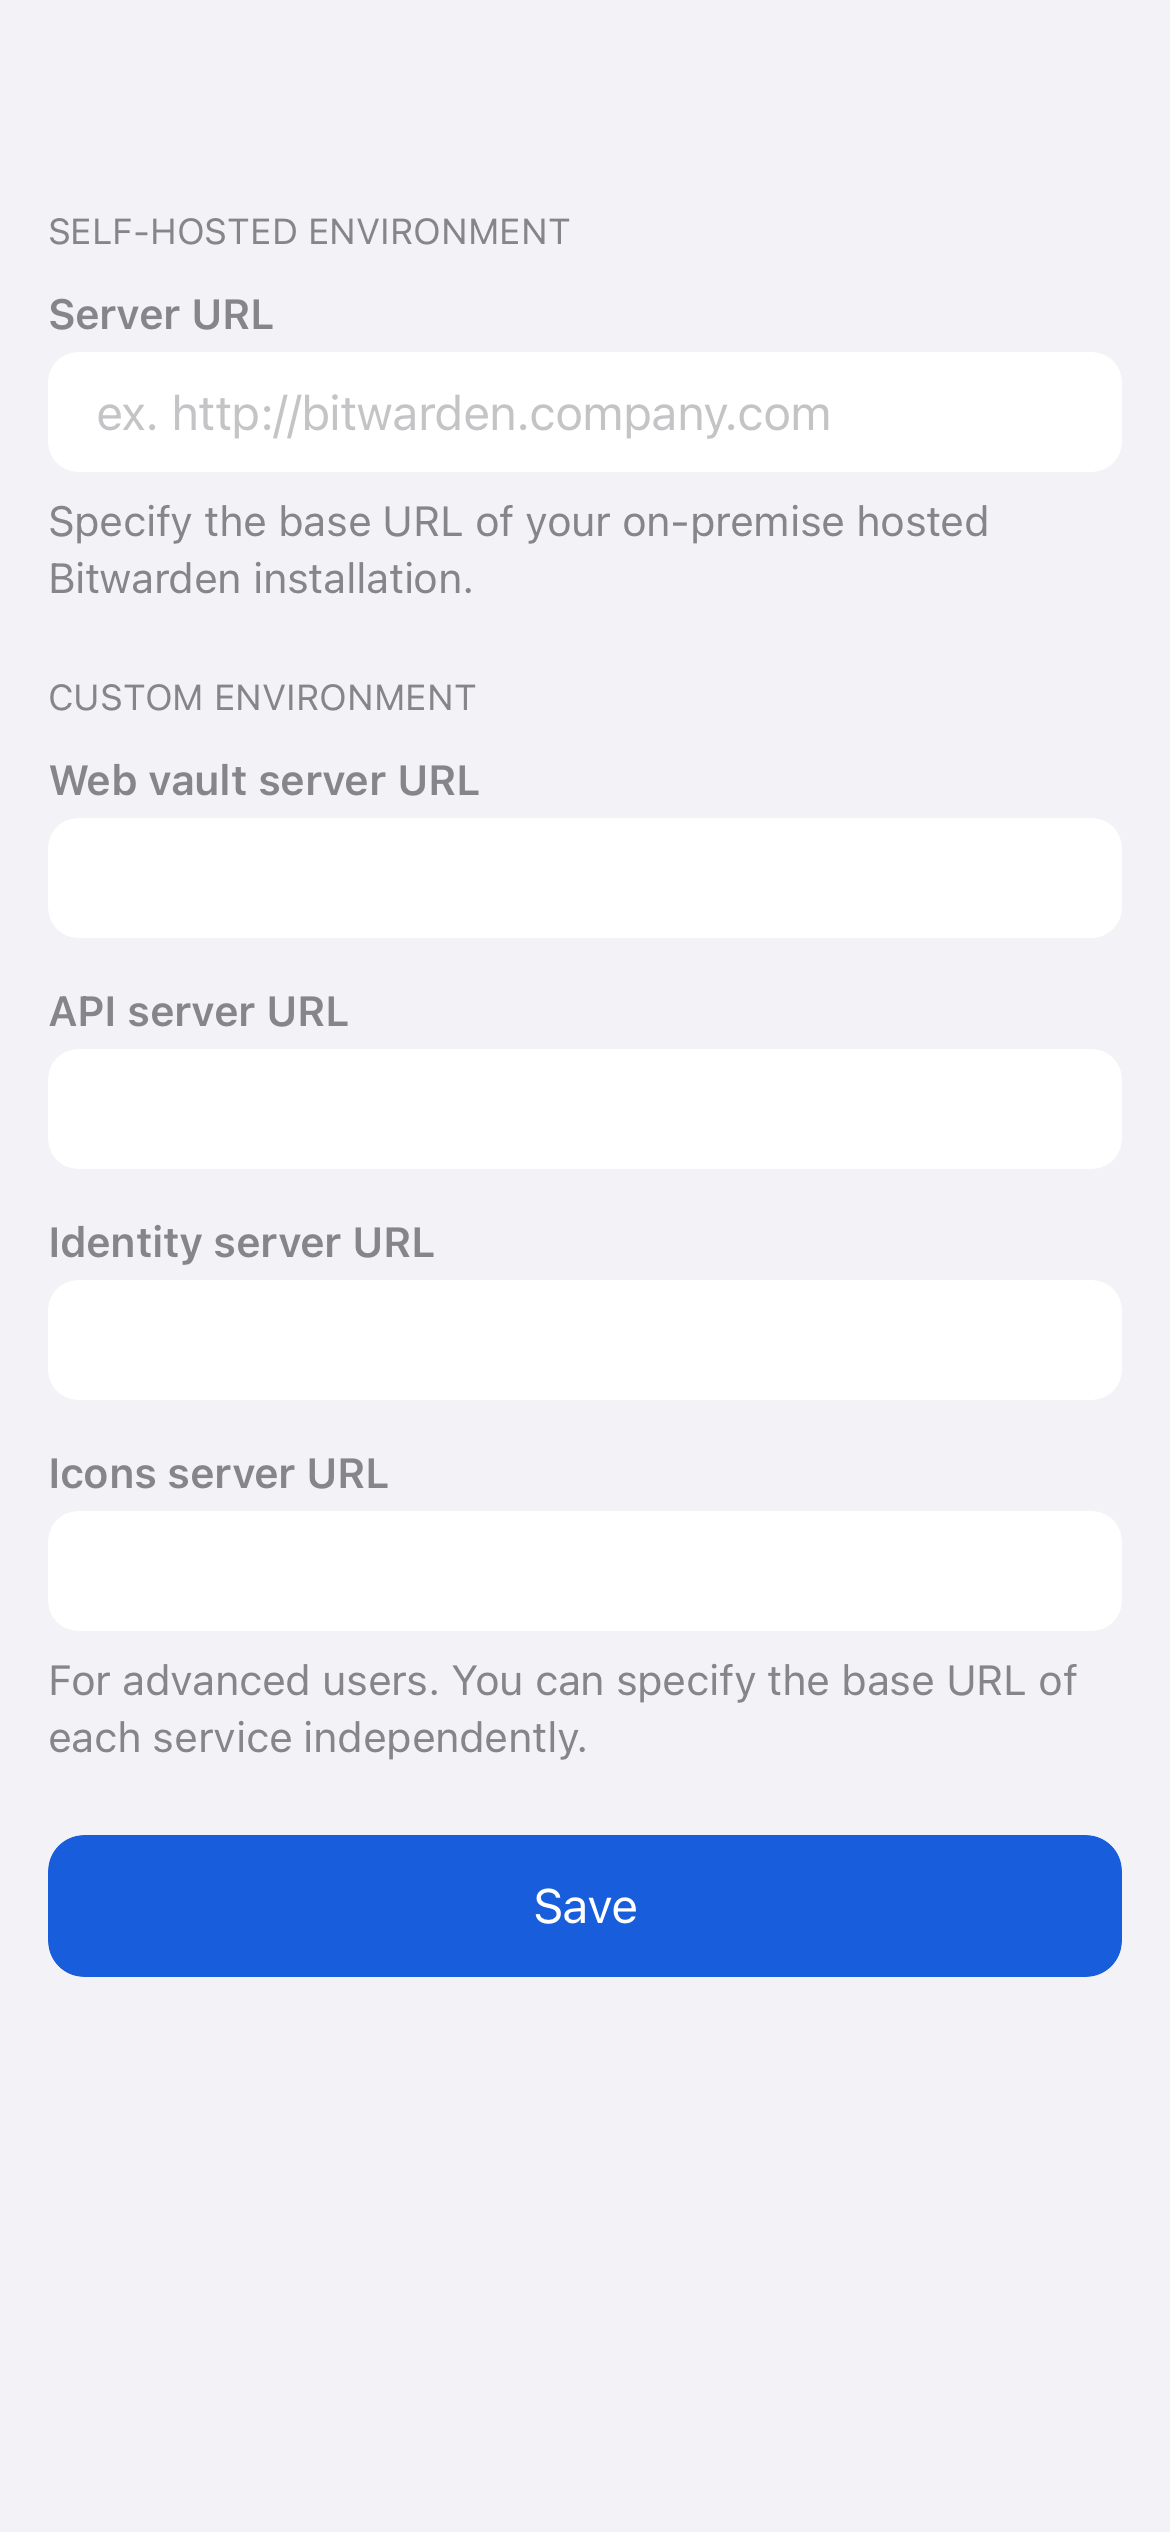 SELF-HOSTED ENVIRONMENT
Server URL
ex. http://bitwarden.company.com
Specify the base URL of your on-premise hosted
Bitwarden installation.
CUSTOM ENVIRONMENT
Web vault server URL
API server URL
Identity server URL
Icons server URL
For advanced users. You can specify the base URL of
each service independently.
Save